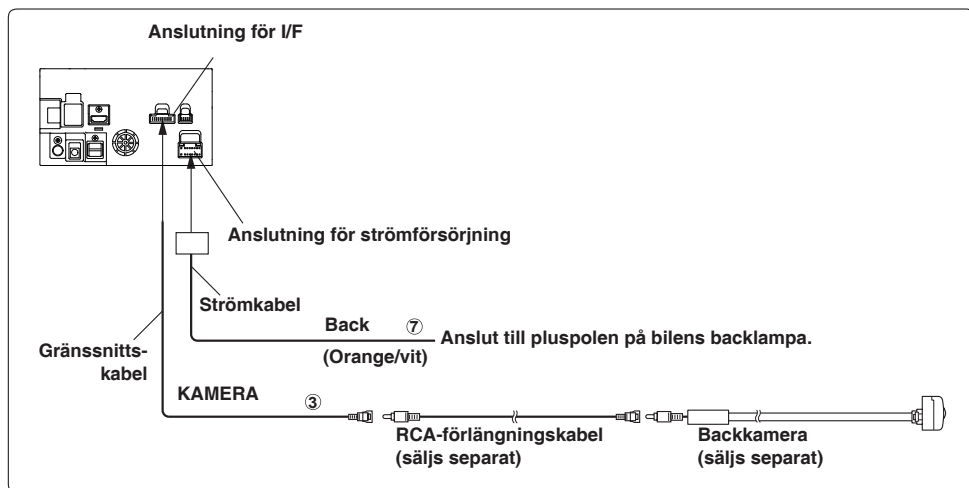 Anslutning för I/F
Anslutning för strömförsörjning
Strömkabel
Back ⑦ Anslut till pluspolen på bilens backlampa.
(Orange/vit)
Gränssnitts-
kabel
KAMERA ③
RCA-förlängningskabel
(säljs separat)
Backkamera
(säljs separat)